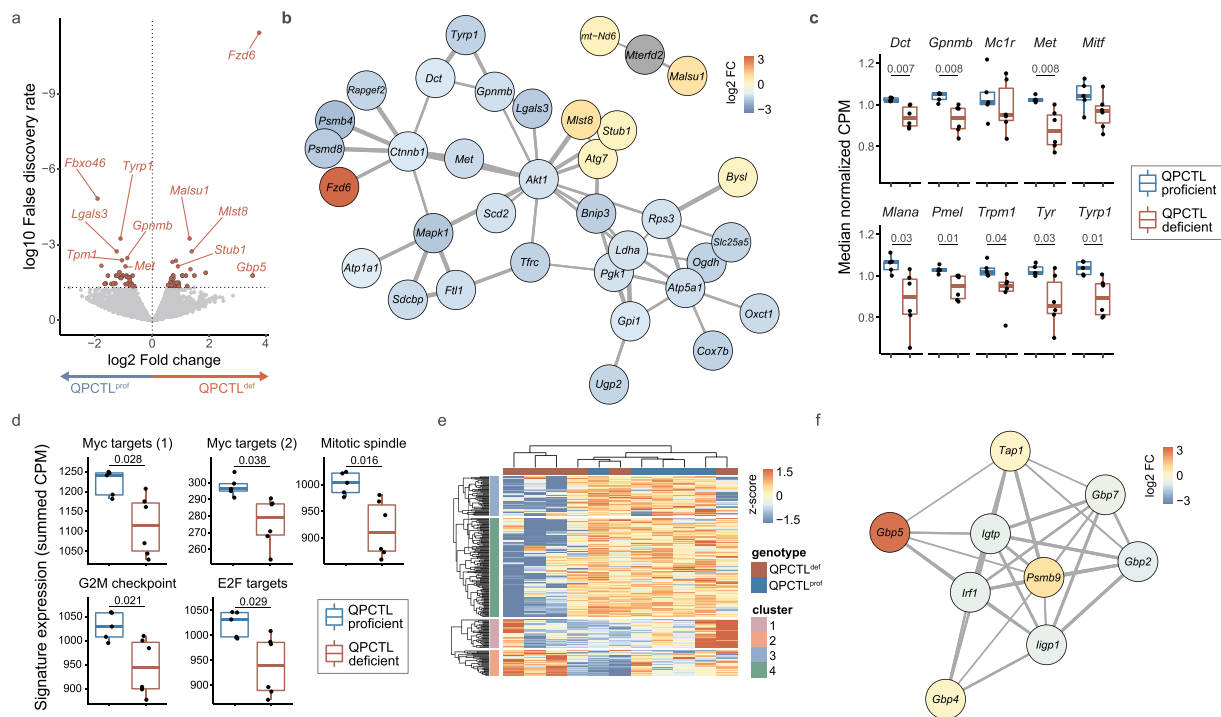 a
log10 False discovery rate
−9
−6
−3
0
Fzd6
Fbxo46
Tyrp1
Malsu1
Lgals3
Gpnmb
Mlst8
Tpm1
Stub1
Met
Gbp5
−2
0
2
4
log2 Fold change
QPCTLprof
QPCTLdef
b
Tyrp1
mt−Nd6
Mterfd2
Malsu1
log2 FC
3
0
−3
Dct
Gpnmb
Rapgef2
Lgals3
Psmb4
Mlst8
Stub1
Psmd8
Ctnnb1
Met
Atg7
Fzd6
Akt1
Bysl
Scd2
Bnip3
Rps3
Mapk1
Slc25a5
Ldha
Atp1a1
Tfrc
Pgk1
Ogdh
Sdcbp
Ftl1
Atp5a1
Gpi1
Oxct1
Cox7b
Ugp2
c
Median normalized CPM
Dct
Gpnmb
Mc1r
Met
Mitf
1.2
1.0
0.8
0.007
0.008
0.008
Mlana
Pmel
Trpm1
Tyr
Tyrp1
1.2
1.0
0.8
0.03
0.01
0.04
0.03
0.01
QPCTL
proficient
QPCTL
deficient
d
Signature expression (summed CPM)
Myc targets (1)
Myc targets (2)
Mitotic spindle
0.028
0.038
0.016
1250
1200
1150
1100
1050
300
290
280
270
260
1000
950
900
G2M checkpoint
E2F targets
0.021
0.029
1050
1000
950
900
1050
1000
950
900
QPCTL
proficient
QPCTL
deficient
e
1.5
0
−1.5
z-score
genotype
QPCTLdef
QPCTLprof
cluster
1
2
3
4
f
Tap1
log2 FC
3
0
−3
Gbp7
Gbp5
Igtp
Gbp2
Psmb9
Irf1
Iigp1
Gbp4